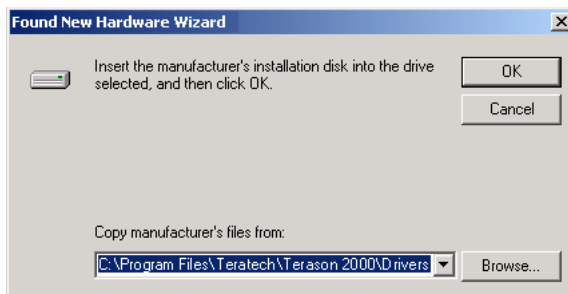 Found New Hardware Wizard
Insert the manufacturer's installation disk into the drive
selected, and then click OK.
OK
Cancel
Copy manufacturer's files from:
C:\Program Files\Teratech\Terason 2000\Drivers
Browse...